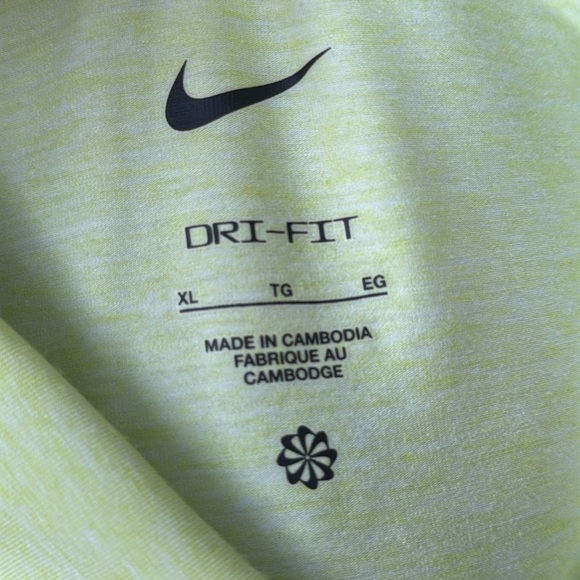 DRI-FIT
XL TG EG
MADE IN CAMBODIA
FABRIQUE AU
CAMBODGE